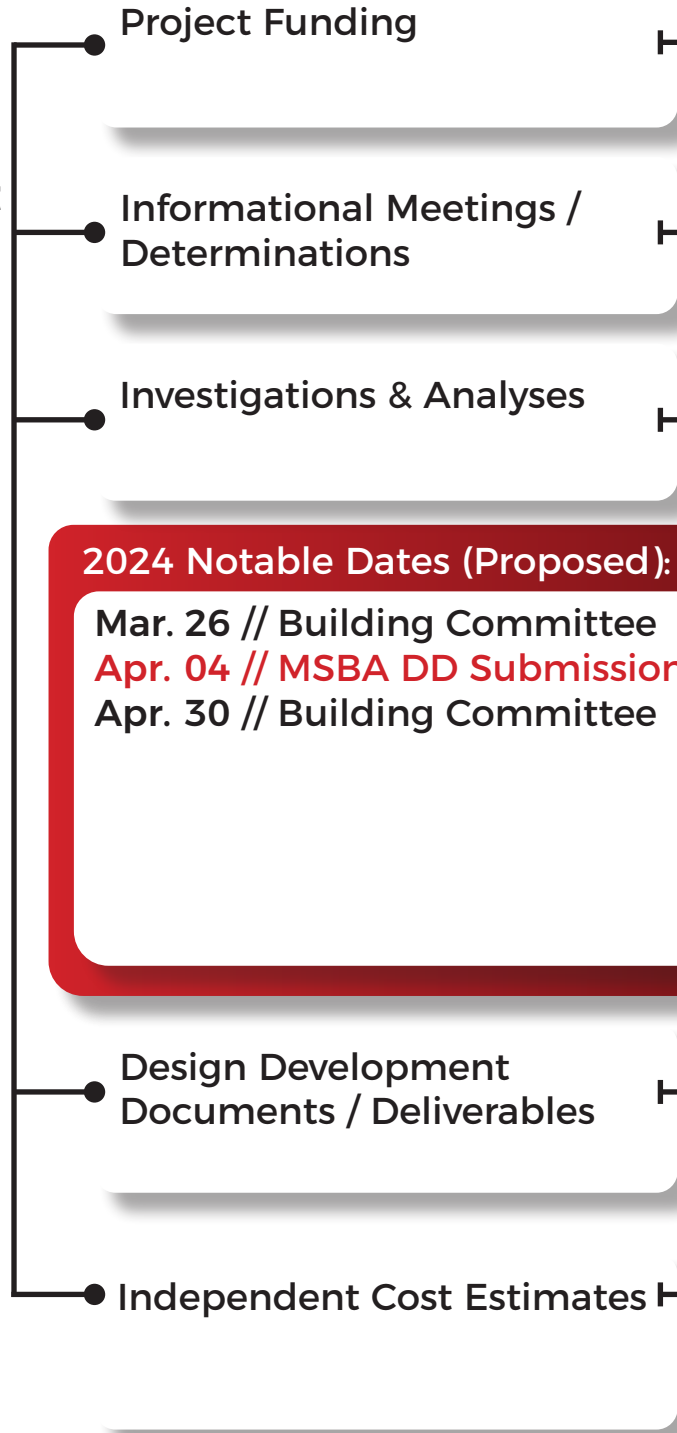 Project Funding
Informational Meetings /
Determinations
Investigations & Analyses
2024 Notable Dates (Proposed):
Mar. 26 // Building Committee
Apr. 04 // MSBA DD Submission
Apr. 30 // Building Committee
Design Development
Documents / Deliverables
Independent Cost Estimates